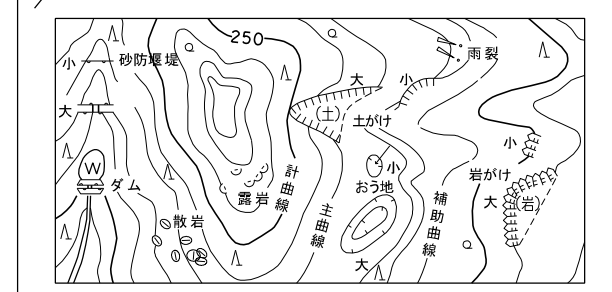 250
小 砂防堰堤
大
W
ダム
散岩
露岩
計曲線
主曲線
大
(土)
土がけ
小
雨裂
小
おう地
大
補助曲線
小
岩がけ
大
(岩)